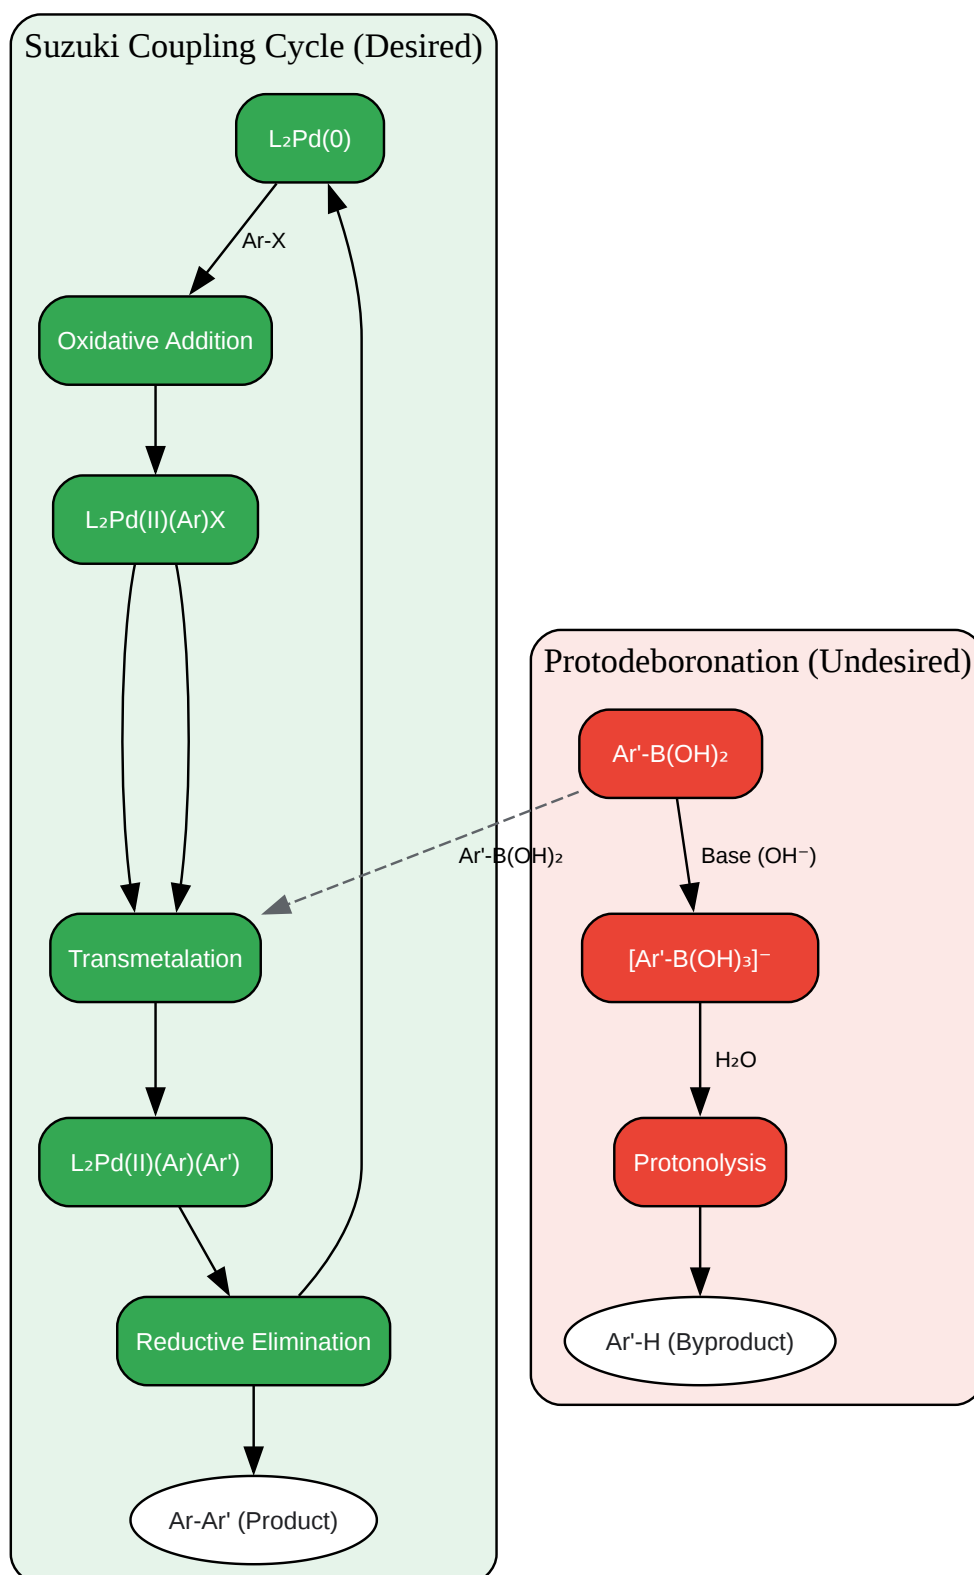 Suzuki Coupling Cycle (Desired)
L₂Pd(0)
Ar-X
Oxidative Addition
L₂Pd(II)(Ar)X
Transmetalation
L₂Pd(II)(Ar)(Ar')
Reductive Elimination
Ar-Ar' (Product)
Protodeboronation (Undesired)
Ar'-B(OH)₂
Ar'-B(OH)₂
Base (OH⁻)
[Ar'-B(OH)₃]⁻
H₂O
Protonolysis
Ar'-H (Byproduct)